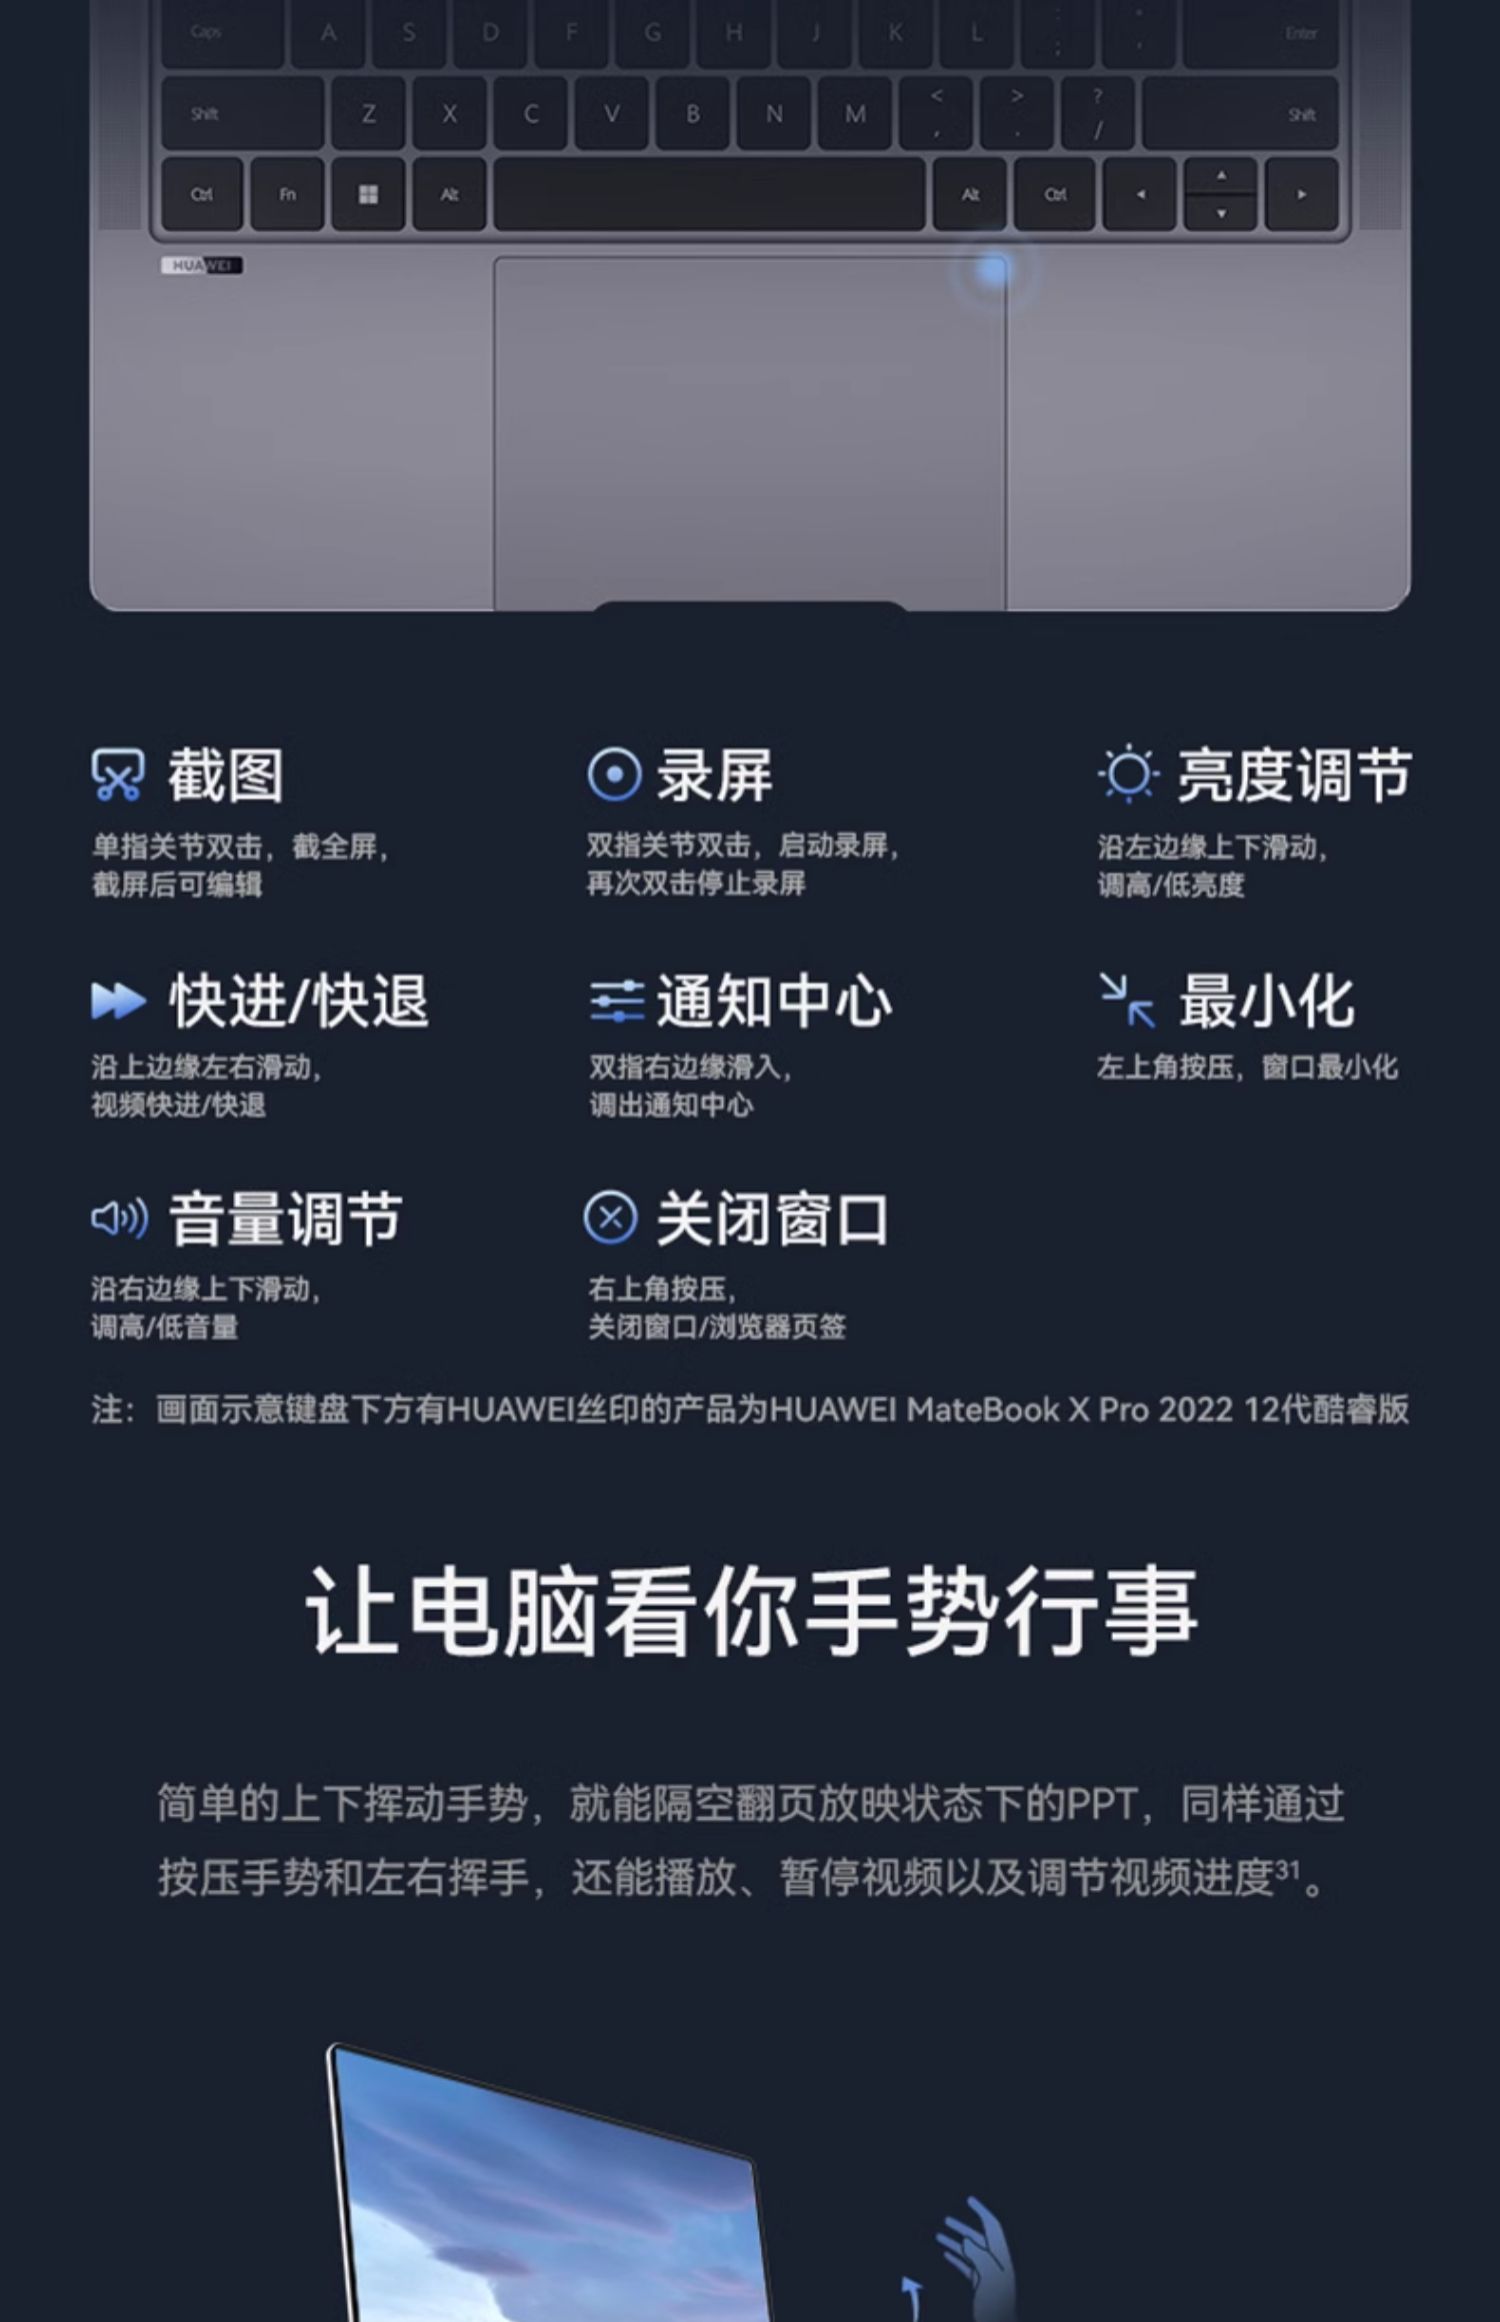 Caps A S D F G H J K L : ; " ' Enter
Shift Z X C V B N M < , > . ? / Shift
Ctrl Fn Alt Alt Ctrl
HUAWEI
截图
单指关节双击，截全屏，
截屏后可编辑
录屏
双指关节双击，启动录屏，
再次双击停止录屏
亮度调节
沿左边缘上下滑动，
调高/低亮度
快进/快退
沿上边缘左右滑动，
视频快进/快退
通知中心
双指右边缘滑入，
调出通知中心
最小化
左上角按压，窗口最小化
音量调节
沿右边缘上下滑动，
调高/低音量
关闭窗口
右上角按压，
关闭窗口/浏览器页签
注：画面示意键盘下方有HUAWEI丝印的产品为HUAWEI MateBook X Pro 2022 12代酷睿版
让电脑看你手势行事
简单的上下挥动手势，就能隔空翻页放映状态下的PPT，同样通过
按压手势和左右挥手，还能播放、暂停视频以及调节视频进度31。